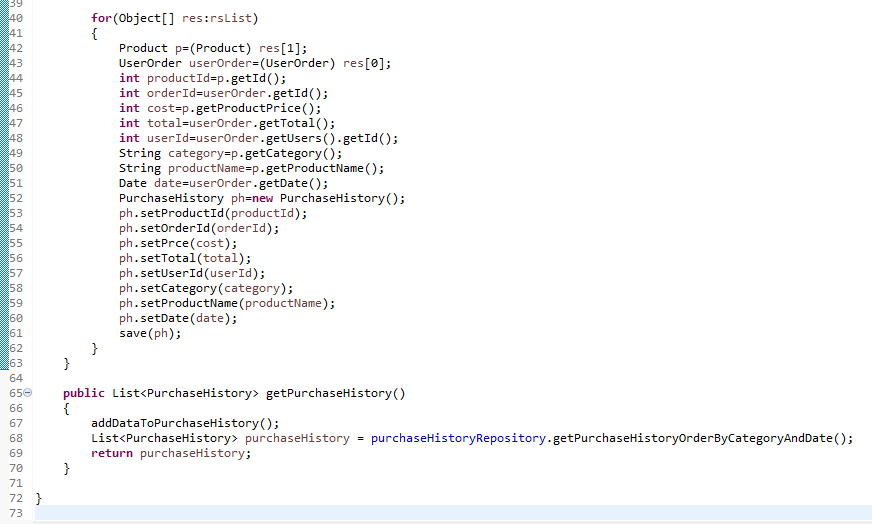 39
40 for(Object[] res:rsList)
41 {
42 Product p=(Product) res[1];
43 UserOrder userOrder=(UserOrder) res[0];
44 int productId=p.getId();
45 int orderId=userOrder.getId();
46 int cost=p.getProductPrice();
47 int total=userOrder.getTotal();
48 int userId=userOrder.getUsers().getId();
49 String category=p.getCategory();
50 String productName=p.getProductName();
51 Date date=userOrder.getDate();
52 PurchaseHistory ph=new PurchaseHistory();
53 ph.setProductId(productId);
54 ph.setOrderId(orderId);
55 ph.setPrce(cost);
56 ph.setTotal(total);
57 ph.setUserId(userId);
58 ph.setCategory(category);
59 ph.setProductName(productName);
60 ph.setDate(date);
61 save(ph);
62 }
63 }
64
65 public List<PurchaseHistory> getPurchaseHistory()
66 {
67 addDataToPurchaseHistory();
68 List<PurchaseHistory> purchaseHistory = purchaseHistoryRepository.getPurchaseHistoryOrderByCategoryAndDate();
69 return purchaseHistory;
70 }
71
72 }
73